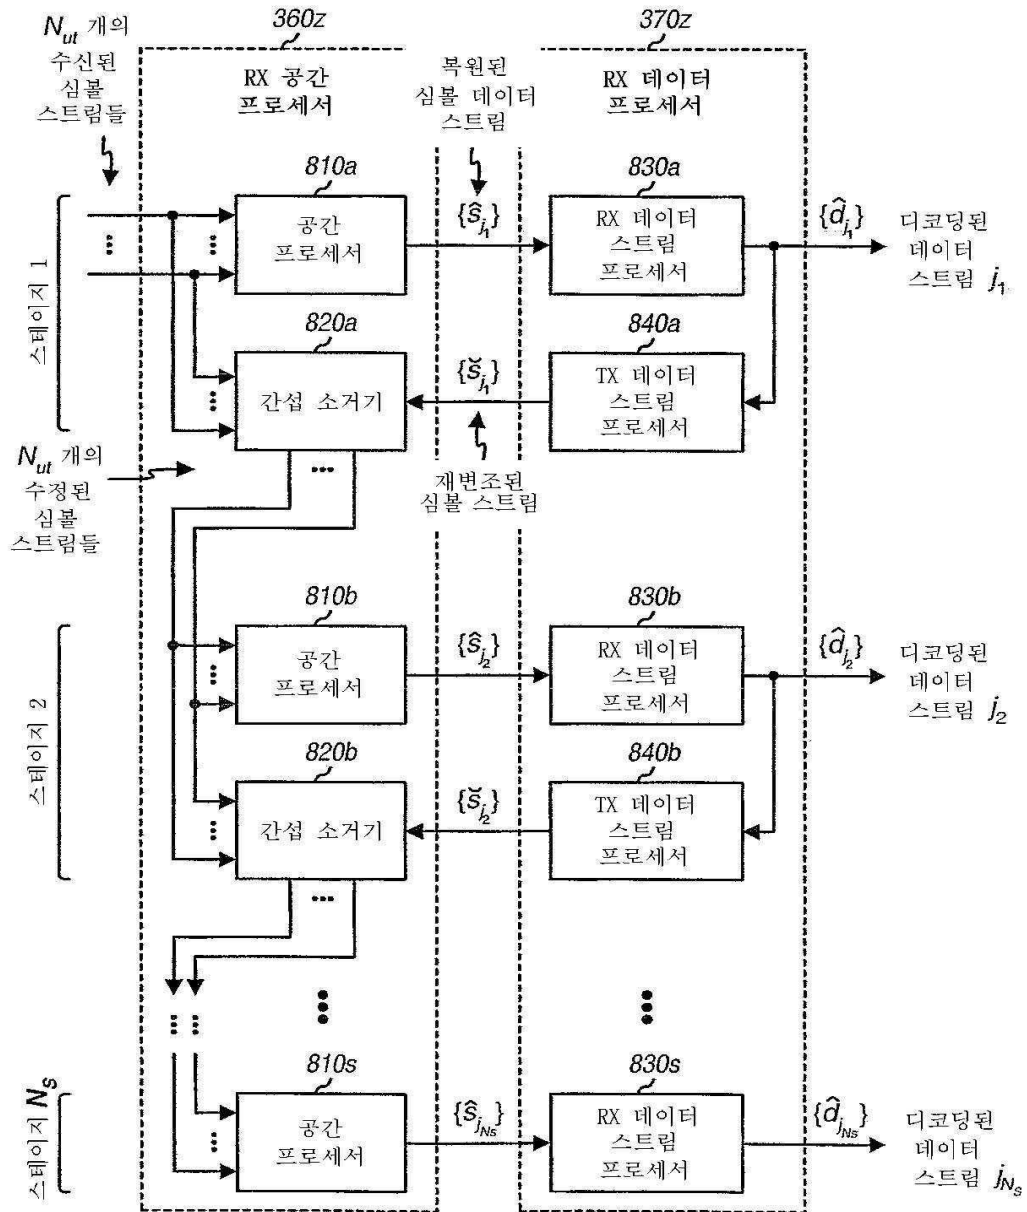 360z
370z
N_ut 개의
수신된
심볼
스트림들
RX 공간
프로세서
복원된
심볼 데이터
스트림
RX 데이터
프로세서
스테이지 1
810a
공간
프로세서
{ŝ_j₁}
830a
RX 데이터
스트림
프로세서
{d̂_j₁}
디코딩된
데이터
스트림 j₁
820a
간섭 소거기
{š_j₁}
840a
TX 데이터
스트림
프로세서
N_ut 개의
수정된
심볼
스트림들
재변조된
심볼 스트림
스테이지 2
810b
공간
프로세서
{ŝ_j₂}
830b
RX 데이터
스트림
프로세서
{d̂_j₂}
디코딩된
데이터
스트림 j₂
820b
간섭 소거기
{š_j₂}
840b
TX 데이터
스트림
프로세서
스테이지 N_S
810s
공간
프로세서
{ŝ_j_Ns}
830s
RX 데이터
스트림
프로세서
{d̂_j_Ns}
디코딩된
데이터
스트림 j_N_S